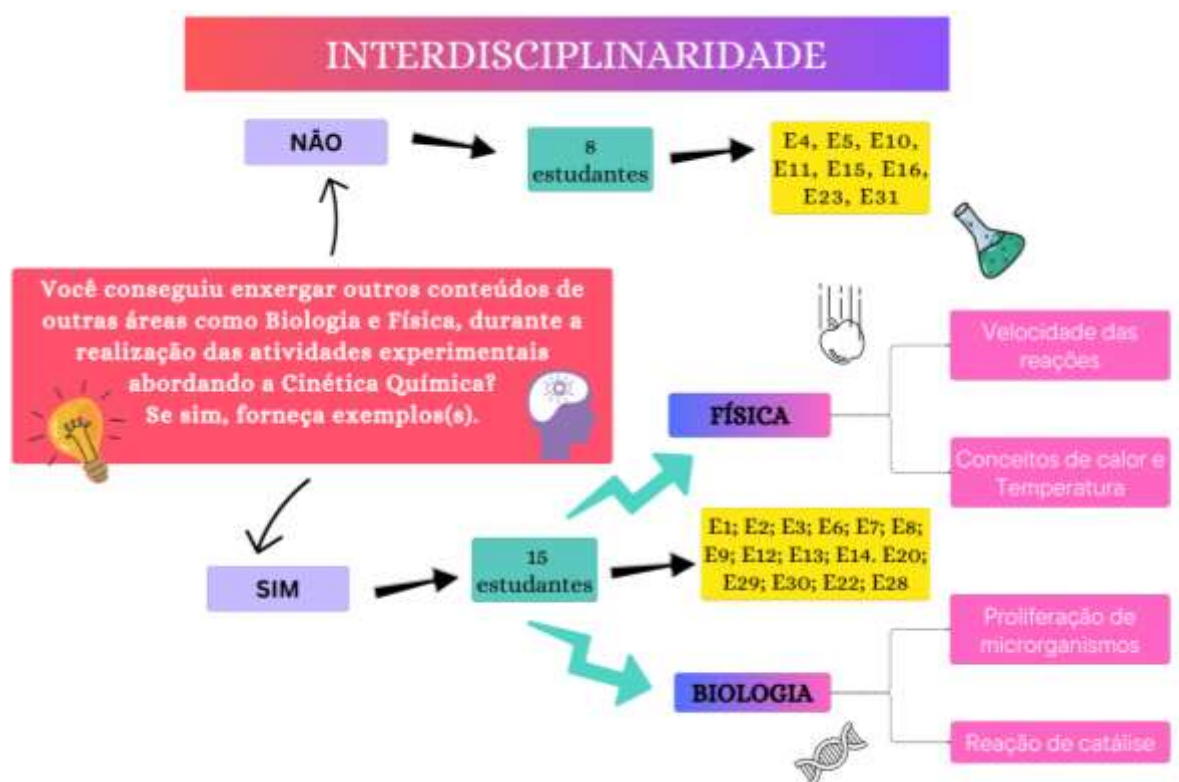 INTERDISCIPLINARIDADE
NÃO
8
estudantes
E4, E5, E10,
E11, E15, E16,
E23, E31
Você conseguiu enxergar outros conteúdos de
outras áreas como Biologia e Física, durante a
realização das atividades experimentais
abordando a Cinética Química?
Se sim, forneça exemplos(s).
FÍSICA
Velocidade das
reações
Conceitos de calor e
Temperatura
SIM
15
estudantes
E1; E2; E3; E6; E7; E8;
E9; E12; E13; E14. E20;
E29; E30; E22; E28
BIOLOGIA
Proliferação de
microrganismos
Reação de catálise